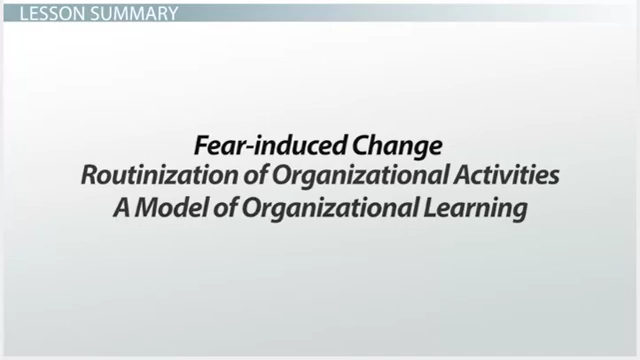 LESSON SUMMARY
Fear-induced Change
Routinization of Organizational Activities
A Model of Organizational Learning